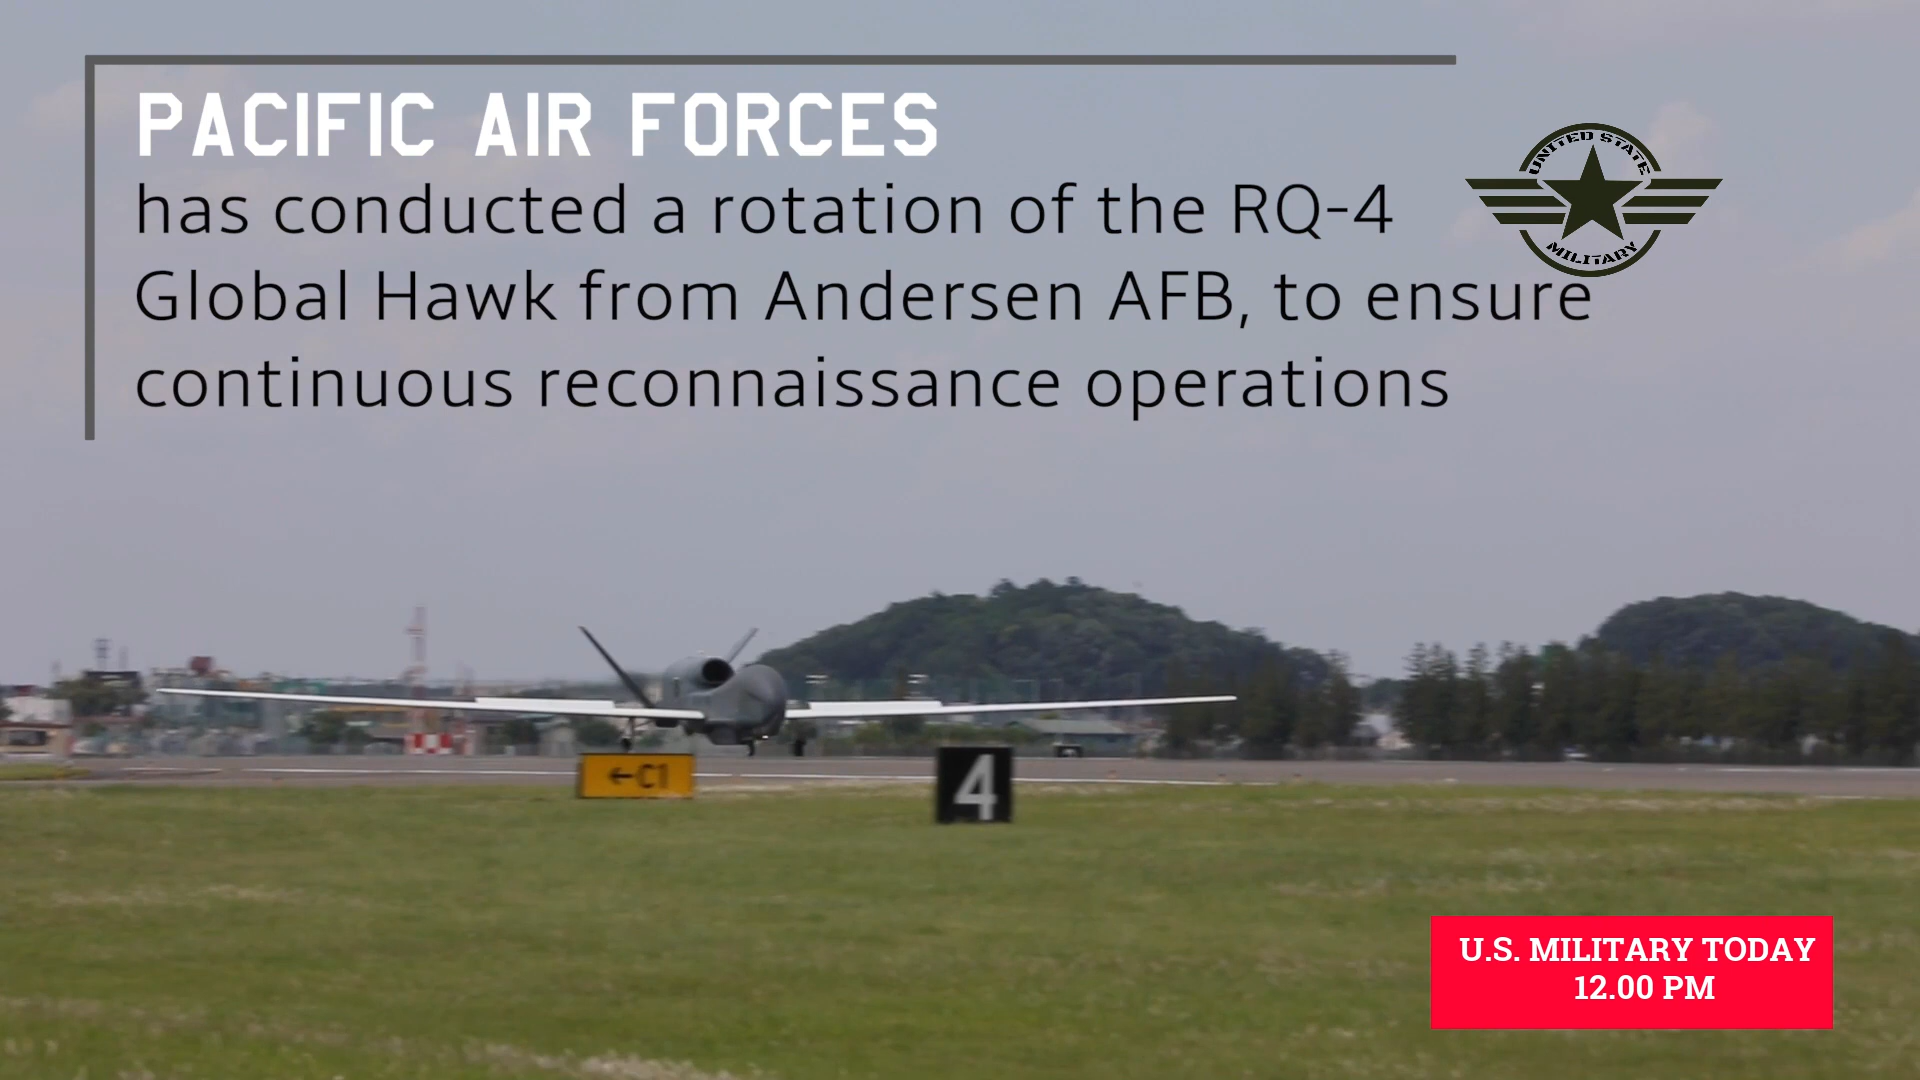 PACIFIC AIR FORCES
has conducted a rotation of the RQ-4
Global Hawk from Andersen AFB, to ensure
continuous reconnaissance operations
UNITED STATE
MILITARY
←C1
4
U.S. MILITARY TODAY
12.00 PM